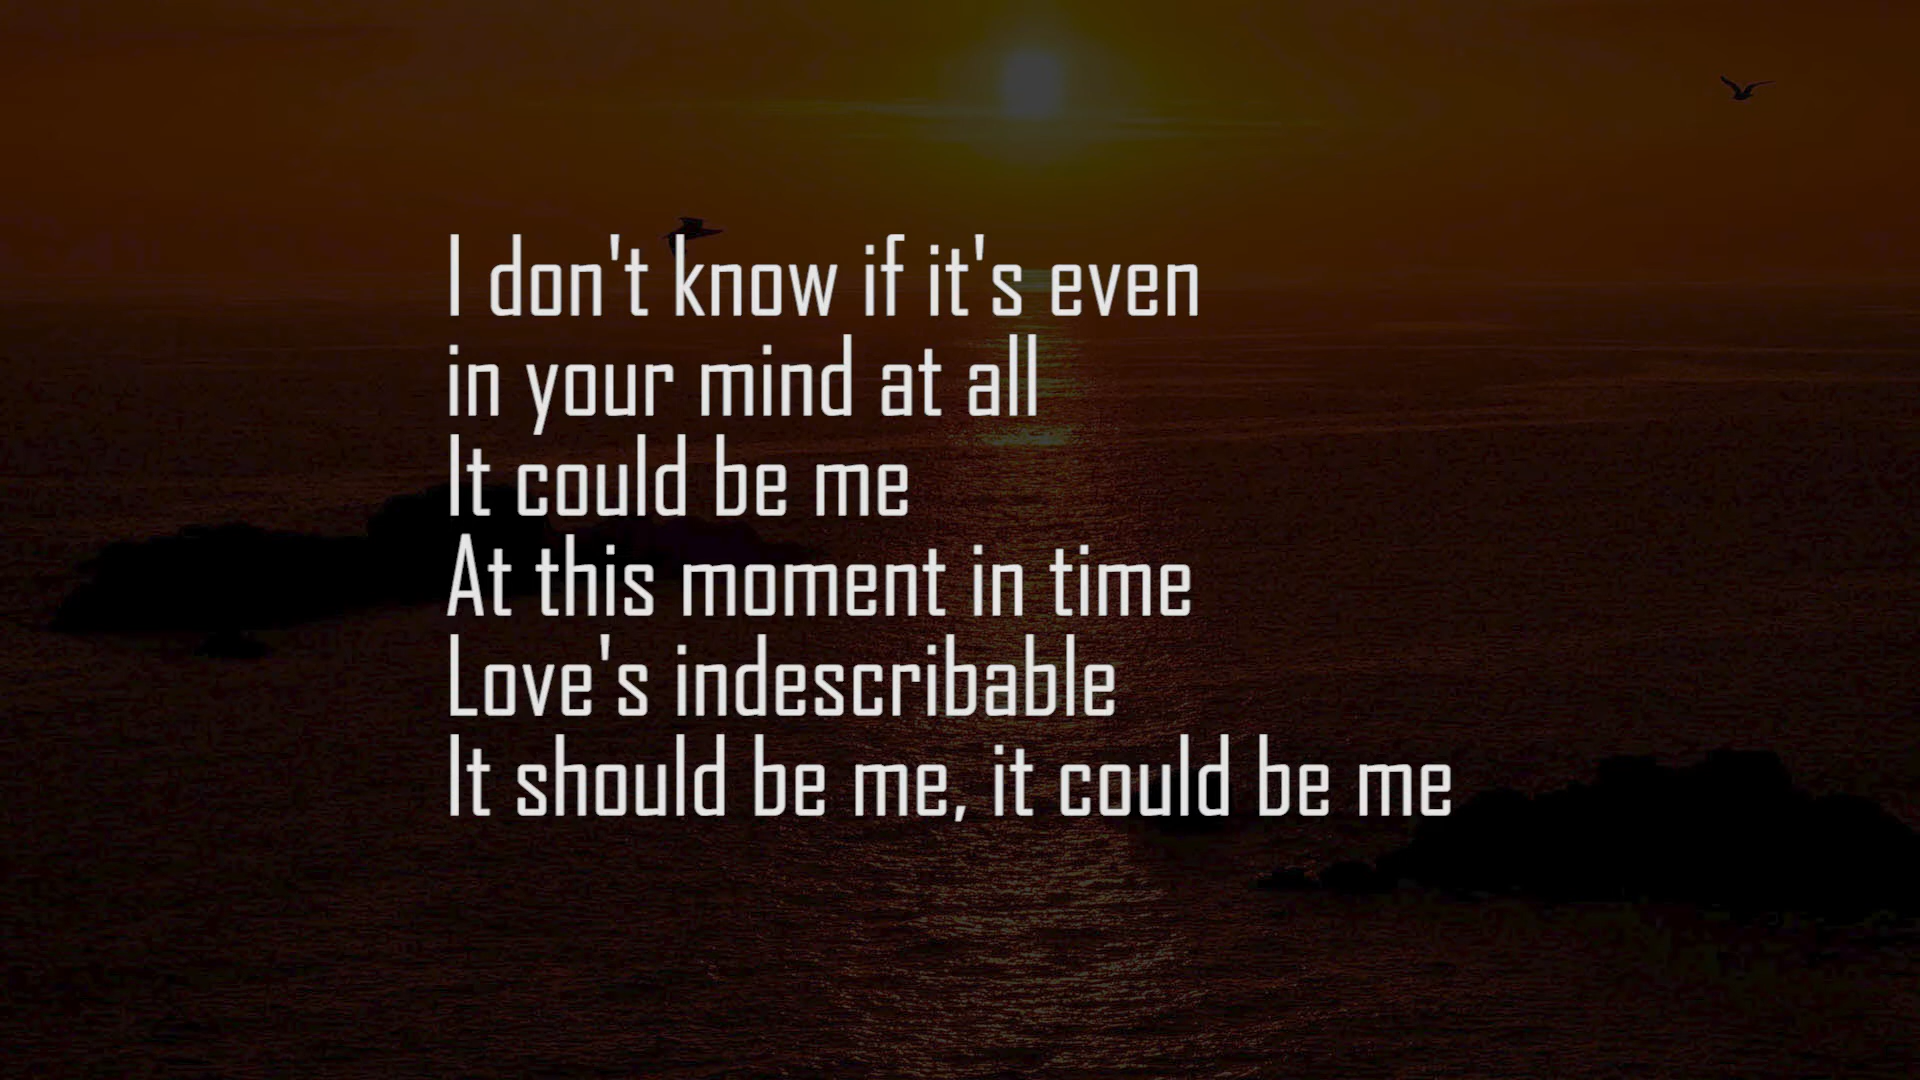 I don't know if it's even
in your mind at all
It could be me
At this moment in time
Love's indescribable
It should be me, it could be me